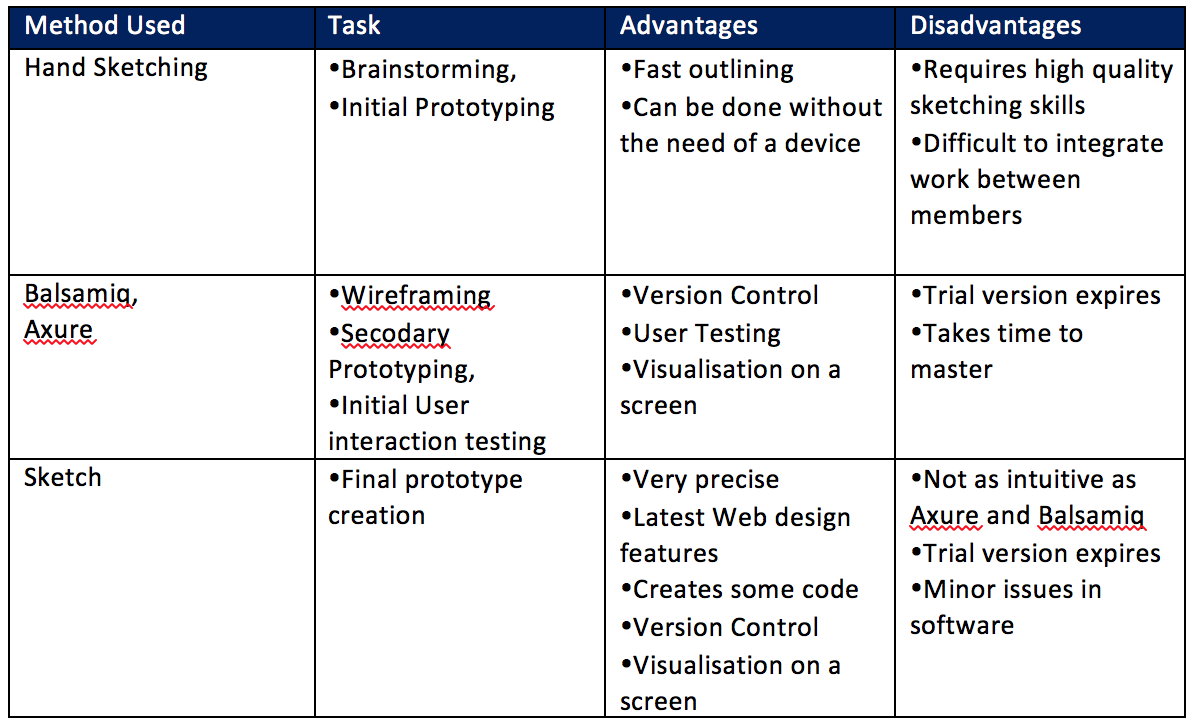 Method Used
Task
Advantages
Disadvantages
Hand Sketching
•Brainstorming,
•Initial Prototyping
•Fast outlining
•Can be done without
the need of a device
•Requires high quality
sketching skills
•Difficult to integrate
work between
members
Balsamiq,
Axure
•Wireframing
•Secodary
Prototyping,
•Initial User
interaction testing
•Version Control
•User Testing
•Visualisation on a
screen
•Trial version expires
•Takes time to
master
Sketch
•Final prototype
creation
•Very precise
•Latest Web design
features
•Creates some code
•Version Control
•Visualisation on a
screen
•Not as intuitive as
Axure and Balsamiq
•Trial version expires
•Minor issues in
software